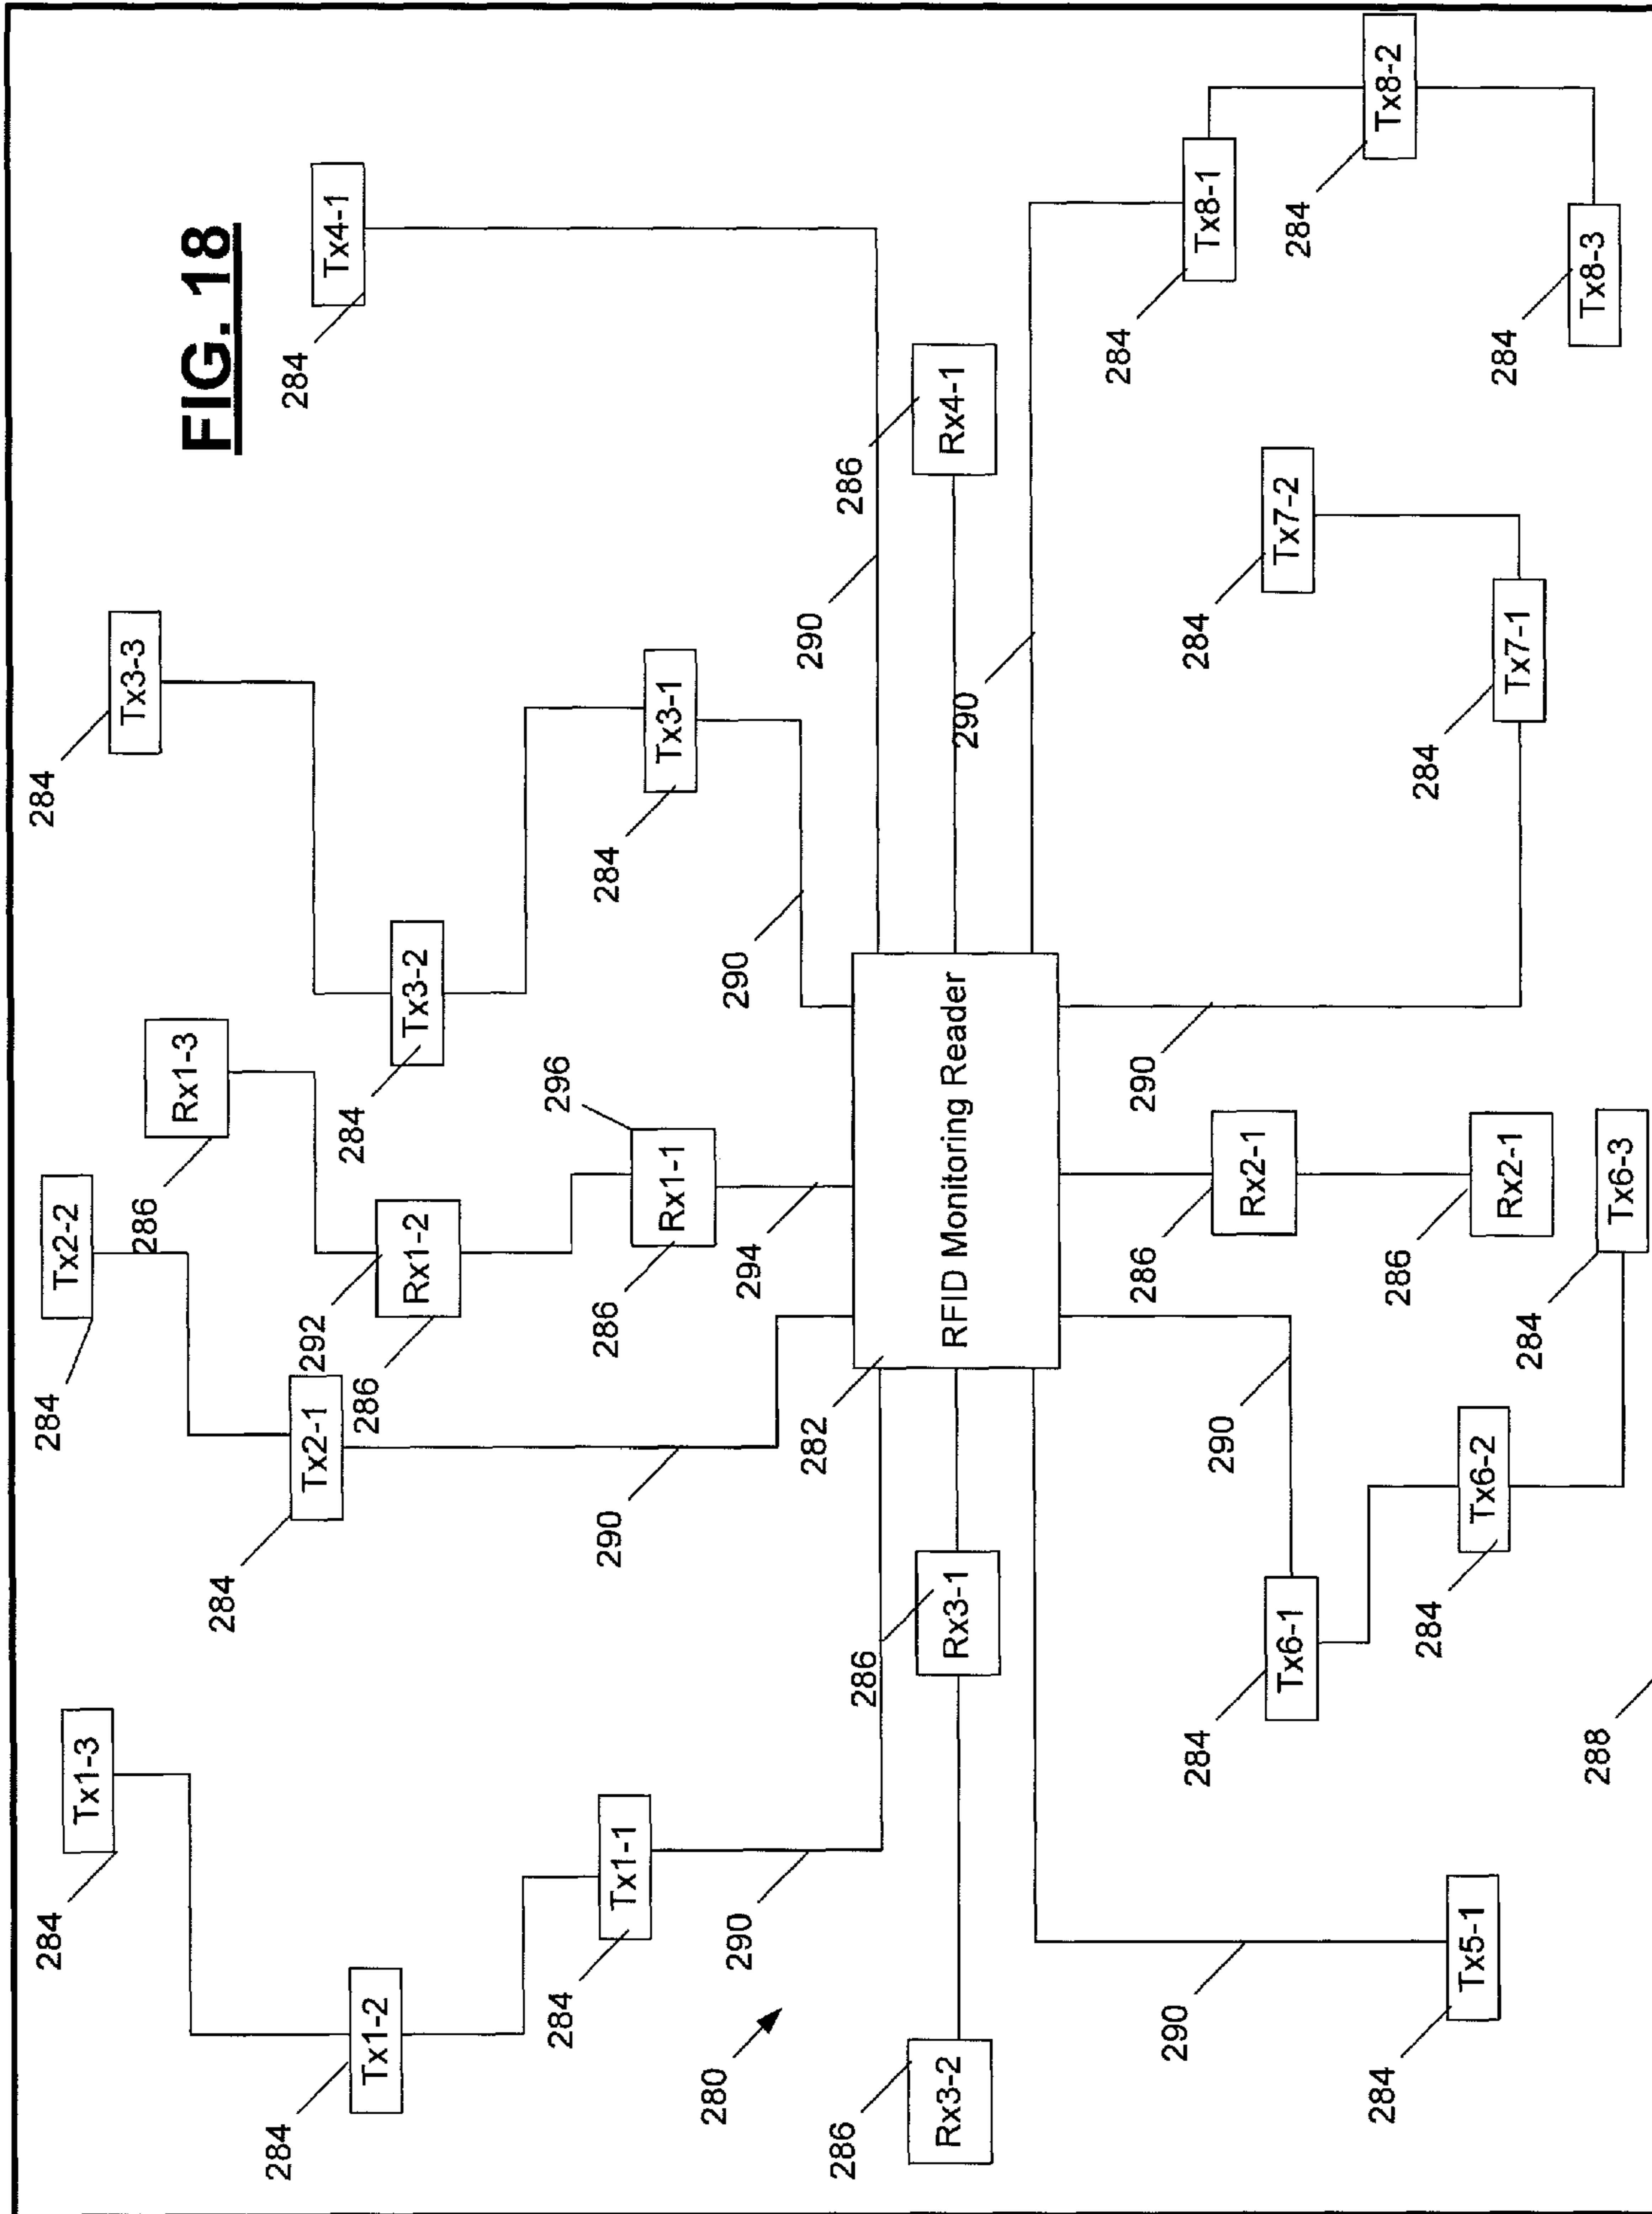 284
284
284
Tx2-2
Tx1-3
Tx3-3
286
Rx1-3
FIG. 18
284
284
284
Tx2-1
292
Tx4-1
284
286
Tx1-2
Rx1-2
Tx3-2
284
296
290
286
284
Tx1-1
Rx1-1
Tx3-1
280
290
294
290
282
290
286
286
286
Rx3-2
Rx3-1
RFID Monitoring Reader
Rx4-1
290
284
286
290
290
284
284
Tx8-1
290
Rx2-1
Tx6-1
Tx7-2
284
284
Tx8-2
286
284
284
Tx5-1
Tx6-2
284
Rx2-1
Tx7-1
284
Tx8-3
288
Tx6-3